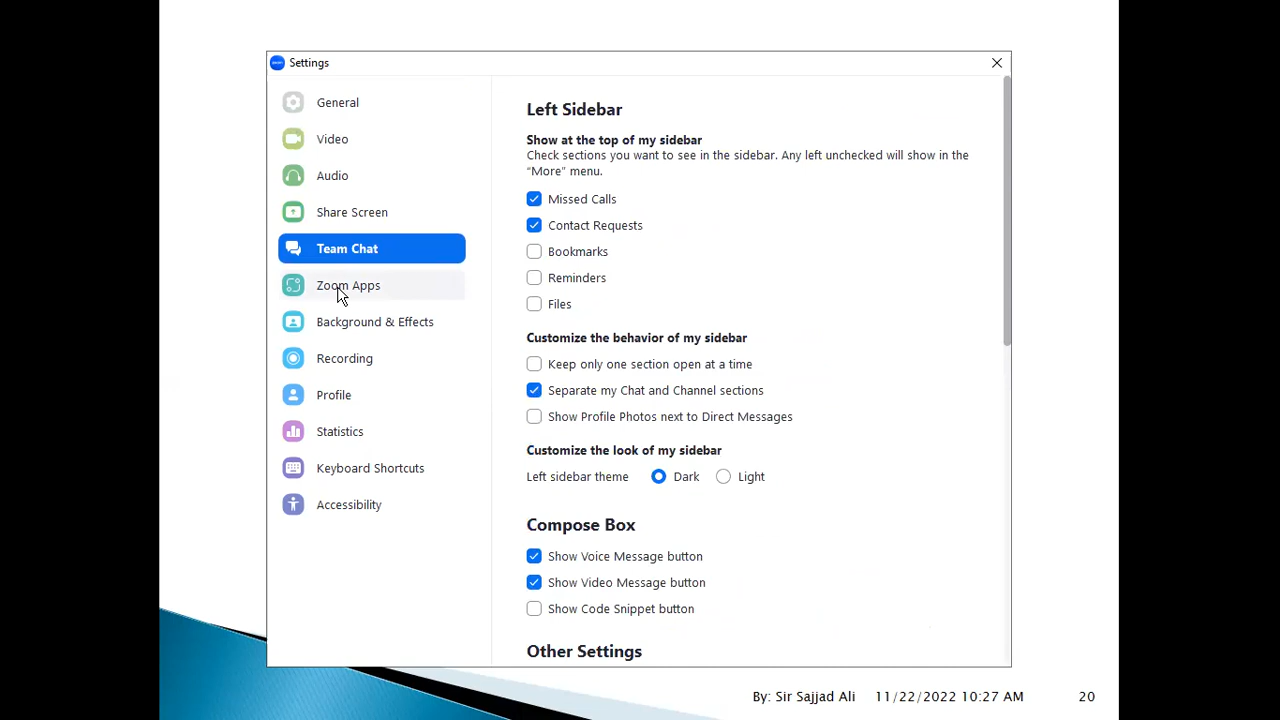 Settings
General
Video
Audio
Share Screen
Team Chat
Zoom Apps
Background & Effects
Recording
Profile
Statistics
Keyboard Shortcuts
Accessibility
Left Sidebar
Show at the top of my sidebar
Check sections you want to see in the sidebar. Any left unchecked will show in the
“More” menu.
Missed Calls
Contact Requests
Bookmarks
Reminders
Files
Customize the behavior of my sidebar
Keep only one section open at a time
Separate my Chat and Channel sections
Show Profile Photos next to Direct Messages
Customize the look of my sidebar
Left sidebar theme Dark Light
Compose Box
Show Voice Message button
Show Video Message button
Show Code Snippet button
Other Settings
By: Sir Sajjad Ali 11/22/2022 10:27 AM 20